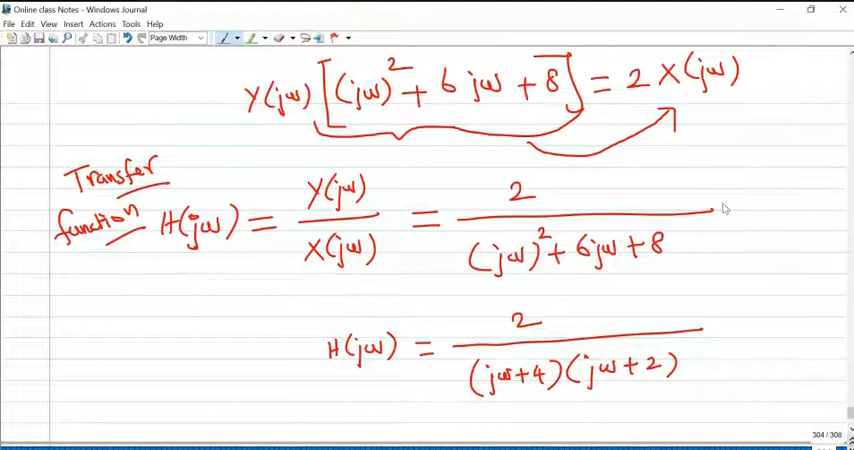 Online class Notes - Windows Journal
File Edit View Insert Actions Tools Help
Page Width
Y(jω) [(jω)² + 6jω + 8] = 2 X(jω)
Transfer
function H(jω) = Y(jω) / X(jω) = 2 / (jω)² + 6jω + 8
H(jω) = 2 / (jω+4)(jω+2)
304 / 308